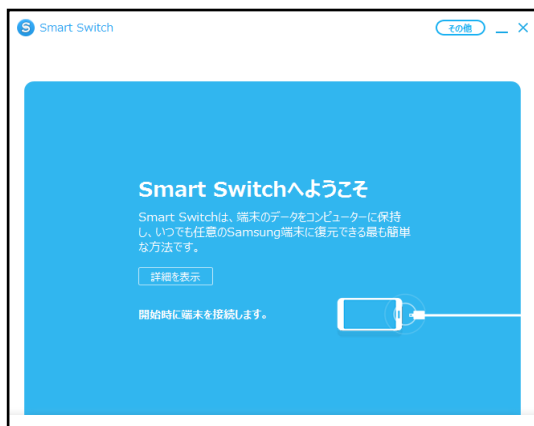 Smart Switch
その他
Smart Switchへようこそ
Smart Switchは、端末のデータをコンピューターに保持
し、いつでも任意のSamsung端末に復元できる最も簡単
な方法です。
詳細を表示
開始時に端末を接続します。